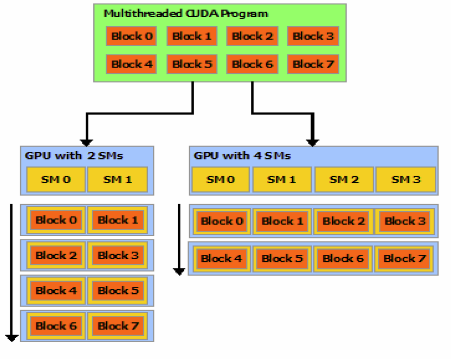 Multithreaded CUDA Program
Block 0 Block 1 Block 2 Block 3
Block 4 Block 5 Block 6 Block 7
GPU with 2 SMs
SM 0 SM 1
Block 0 Block 1
Block 2 Block 3
Block 4 Block 5
Block 6 Block 7
GPU with 4 SMs
SM 0 SM 1 SM 2 SM 3
Block 0 Block 1 Block 2 Block 3
Block 4 Block 5 Block 6 Block 7